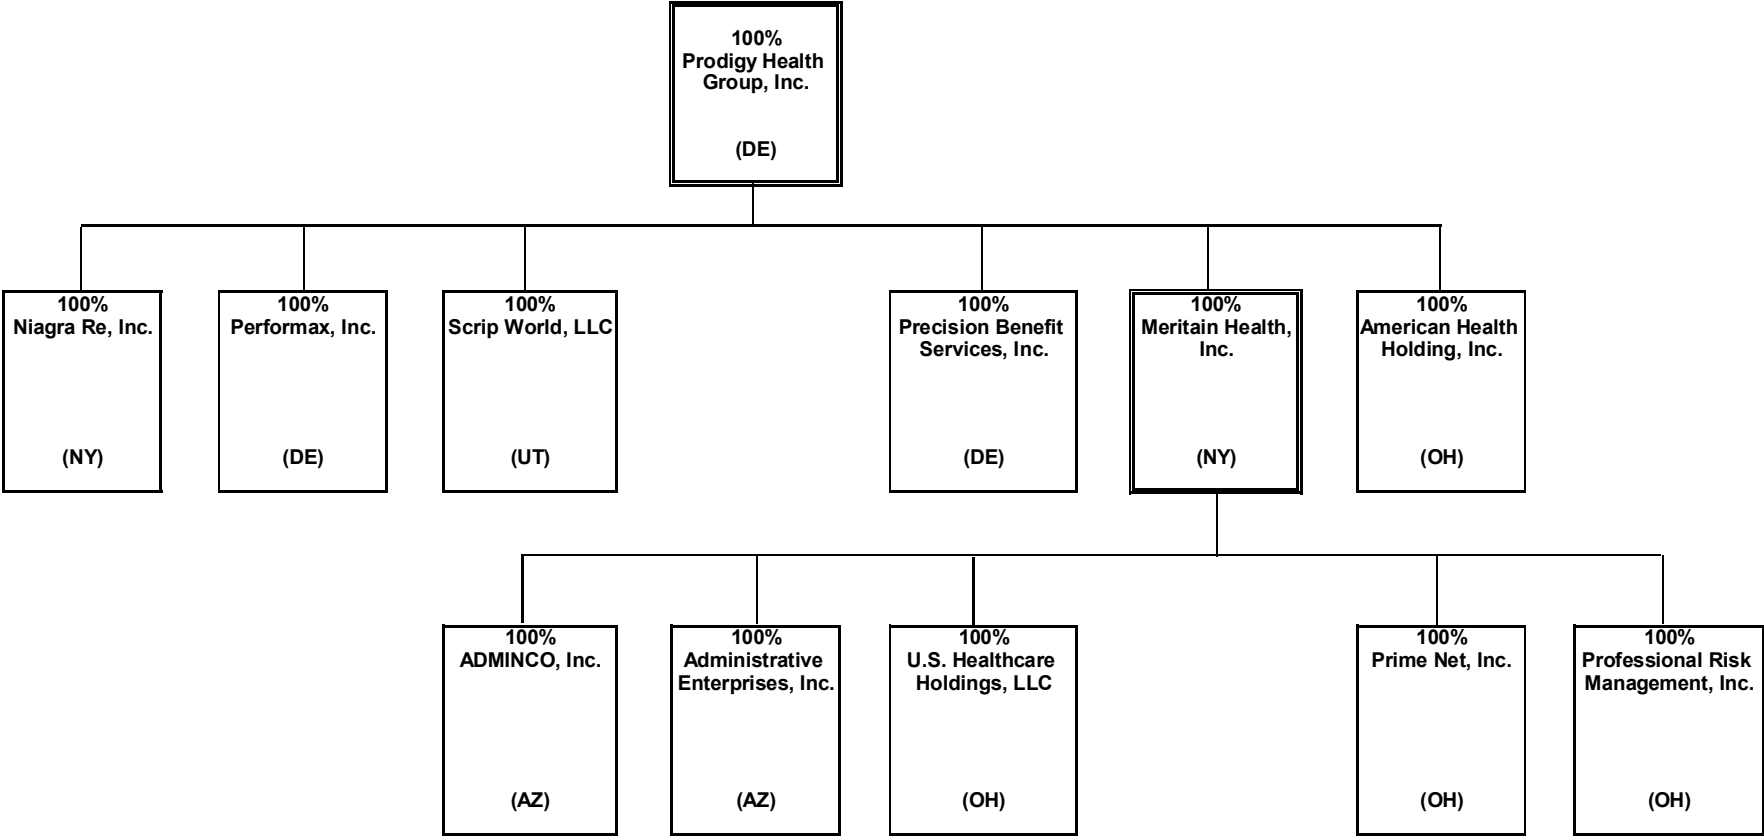 100%
Prodigy Health
Group, Inc.
(DE)
100%
Niagra Re, Inc.
(NY)
100%
Performax, Inc.
(DE)
100%
Scrip World, LLC
(UT)
100%
Precision Benefit
Services, Inc.
(DE)
100%
Meritain Health,
Inc.
(NY)
100%
American Health
Holding, Inc.
(OH)
100%
ADMINCO, Inc.
(AZ)
100%
Administrative
Enterprises, Inc.
(AZ)
100%
U.S. Healthcare
Holdings, LLC
(OH)
100%
Prime Net, Inc.
(OH)
100%
Professional Risk
Management, Inc.
(OH)